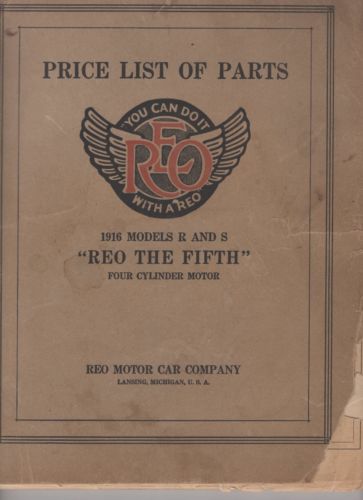 PRICE LIST OF PARTS
YOU CAN DO IT
REO
WITH A REO
1916 MODELS R AND S
"REO THE FIFTH"
FOUR CYLINDER MOTOR
REO MOTOR CAR COMPANY
LANSING, MICHIGAN, U. S. A.